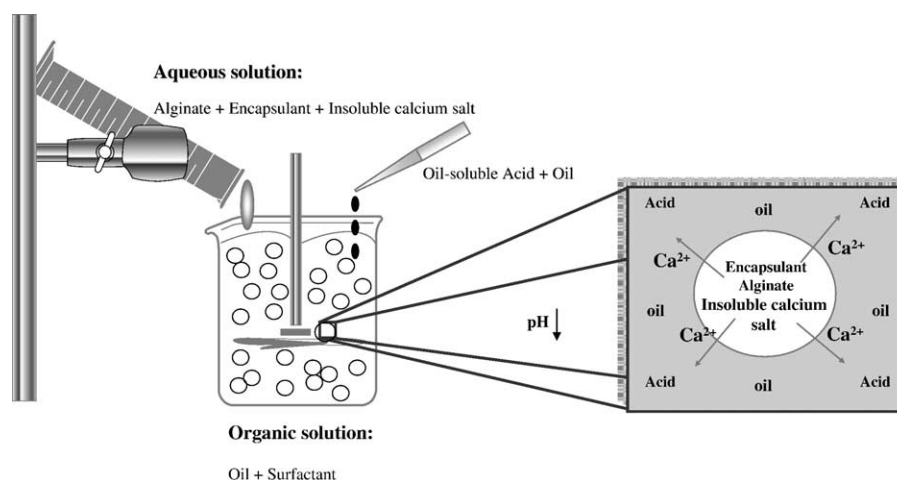 Aqueous solution:
Alginate + Encapsulant + Insoluble calcium salt
Oil-soluble Acid + Oil
Acid
oil
Acid
Ca²⁺
Ca²⁺
Encapsulant
Alginate
Insoluble calcium
salt
oil
oil
pH
Ca²⁺
Ca²⁺
Acid
oil
Acid
Organic solution:
Oil + Surfactant